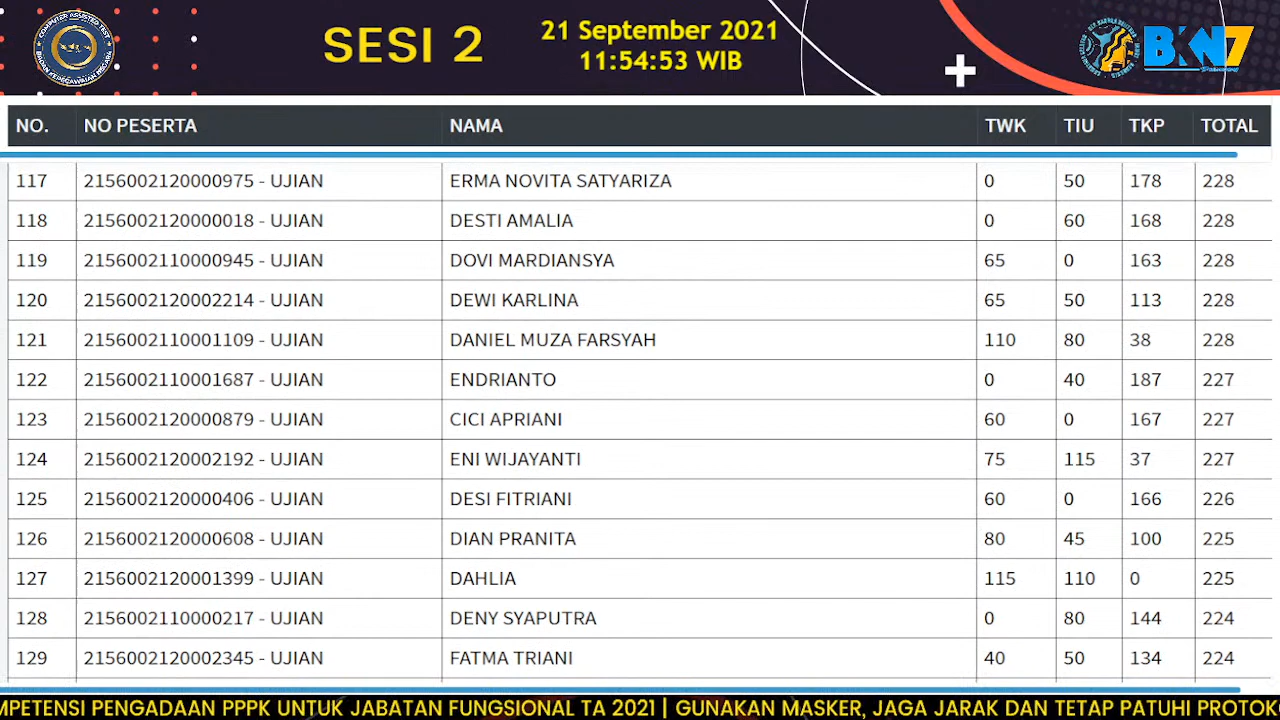 COMPUTER ASSISTED TEST
BADAN KEPEGAWAIAN NEGARA
SESI 2
21 September 2021
11:54:53 WIB
BKN7
NO. NO PESERTA NAMA TWK TIU TKP TOTAL
117 2156002120000975 - UJIAN ERMA NOVITA SATYARIZA 0 50 178 228
118 2156002120000018 - UJIAN DESTI AMALIA 0 60 168 228
119 2156002110000945 - UJIAN DOVI MARDIANSYA 65 0 163 228
120 2156002120002214 - UJIAN DEWI KARLINA 65 50 113 228
121 2156002110001109 - UJIAN DANIEL MUZA FARSYAH 110 80 38 228
122 2156002110001687 - UJIAN ENDRIANTO 0 40 187 227
123 2156002120000879 - UJIAN CICI APRIANI 60 0 167 227
124 2156002120002192 - UJIAN ENI WIJAYANTI 75 115 37 227
125 2156002120000406 - UJIAN DESI FITRIANI 60 0 166 226
126 2156002120000608 - UJIAN DIAN PRANITA 80 45 100 225
127 2156002120001399 - UJIAN DAHLIA 115 110 0 225
128 2156002110000217 - UJIAN DENY SYAPUTRA 0 80 144 224
129 2156002120002345 - UJIAN FATMA TRIANI 40 50 134 224
MPETENSI PENGADAAN PPPK UNTUK JABATAN FUNGSIONAL TA 2021 | GUNAKAN MASKER, JAGA JARAK DAN TETAP PATUHI PROTOK